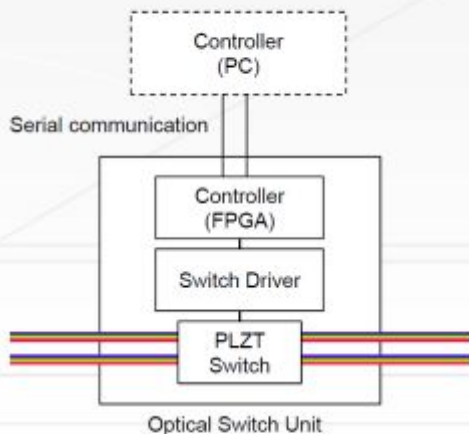 Controller
(PC)
Serial communication
Controller
(FPGA)
Switch Driver
PLZT
Switch
Optical Switch Unit